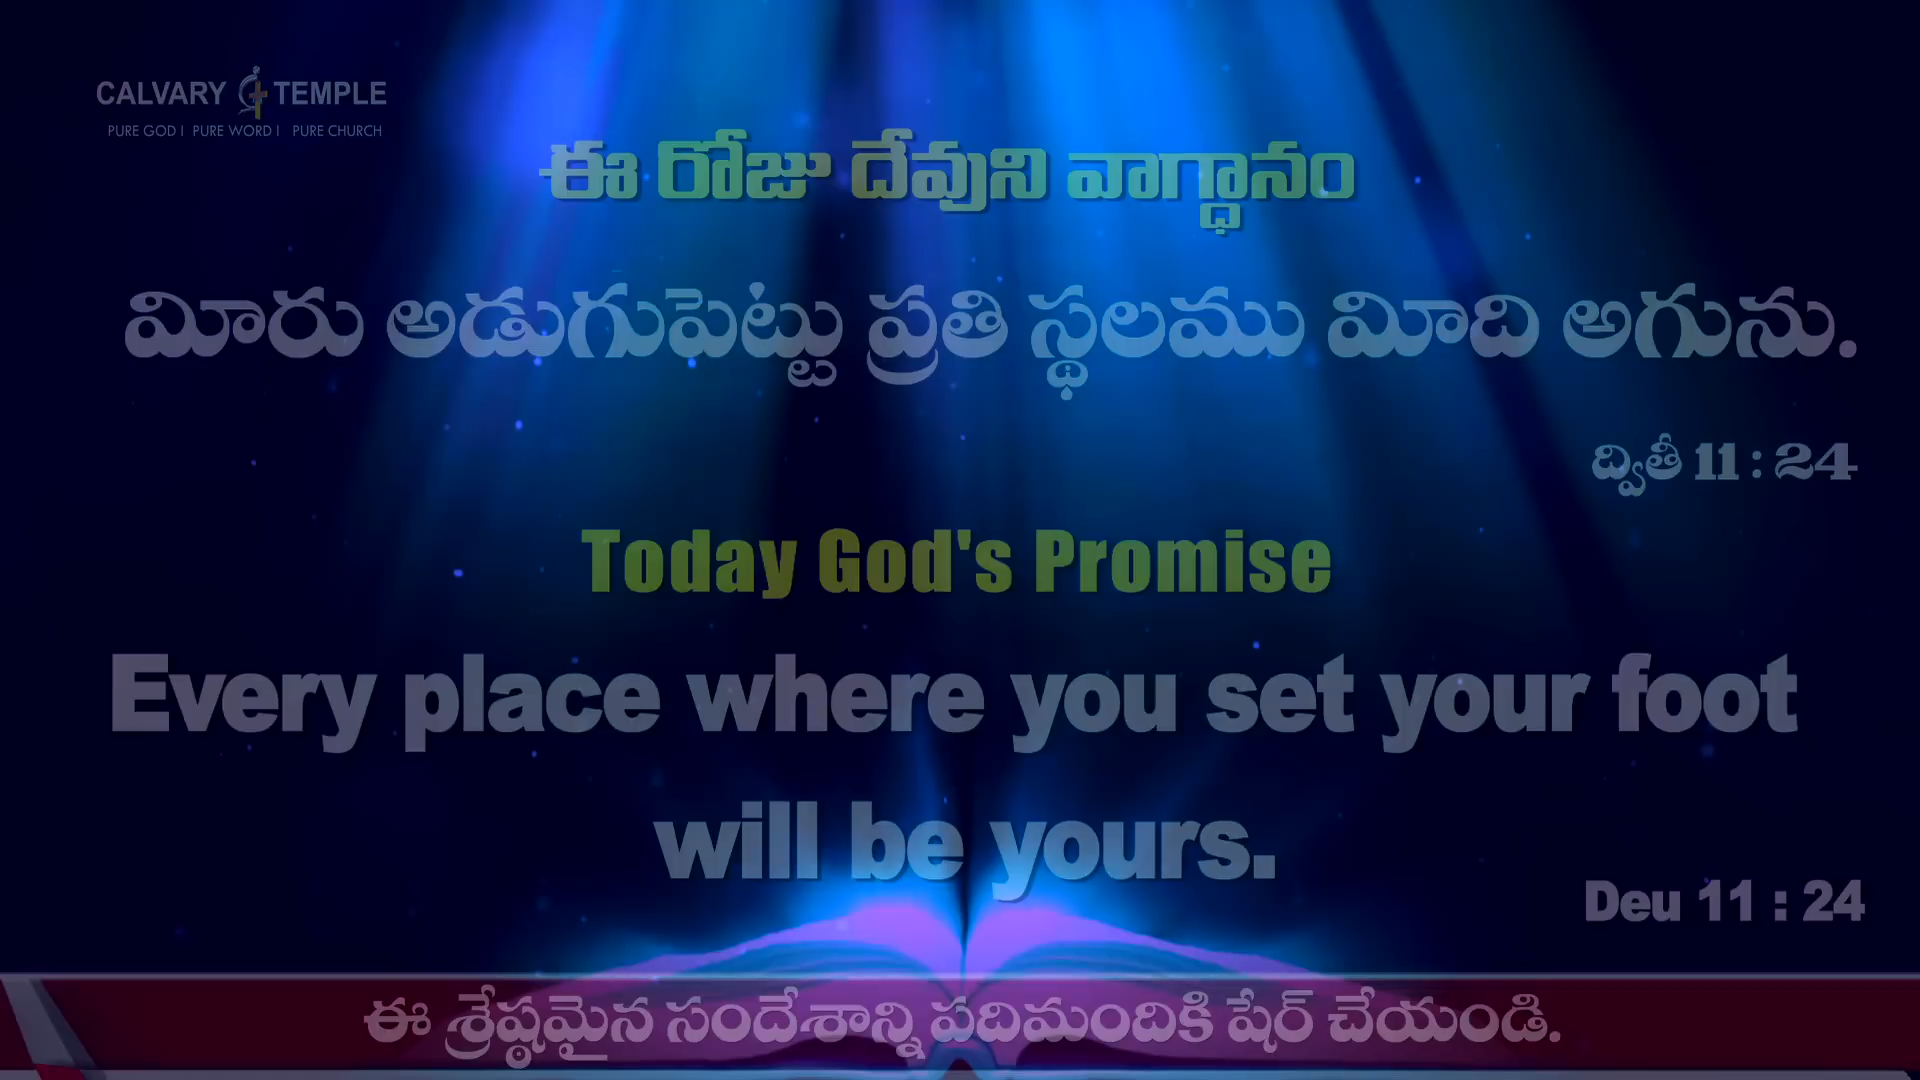 CALVARY TEMPLE
PURE GOD I PURE WORD I PURE CHURCH
ఈ రోజు దేవుని వాగ్ధానం
మీరు అడుగుపెట్టు ప్రతి స్థలము మీది అగును.
ద్వితీ 11 : 24
Today God's Promise
Every place where you set your foot
will be yours.
Deu 11 : 24
ఈ శ్రేష్ఠమైన సందేశాన్ని పదిమందికి షేర్ చేయండి.